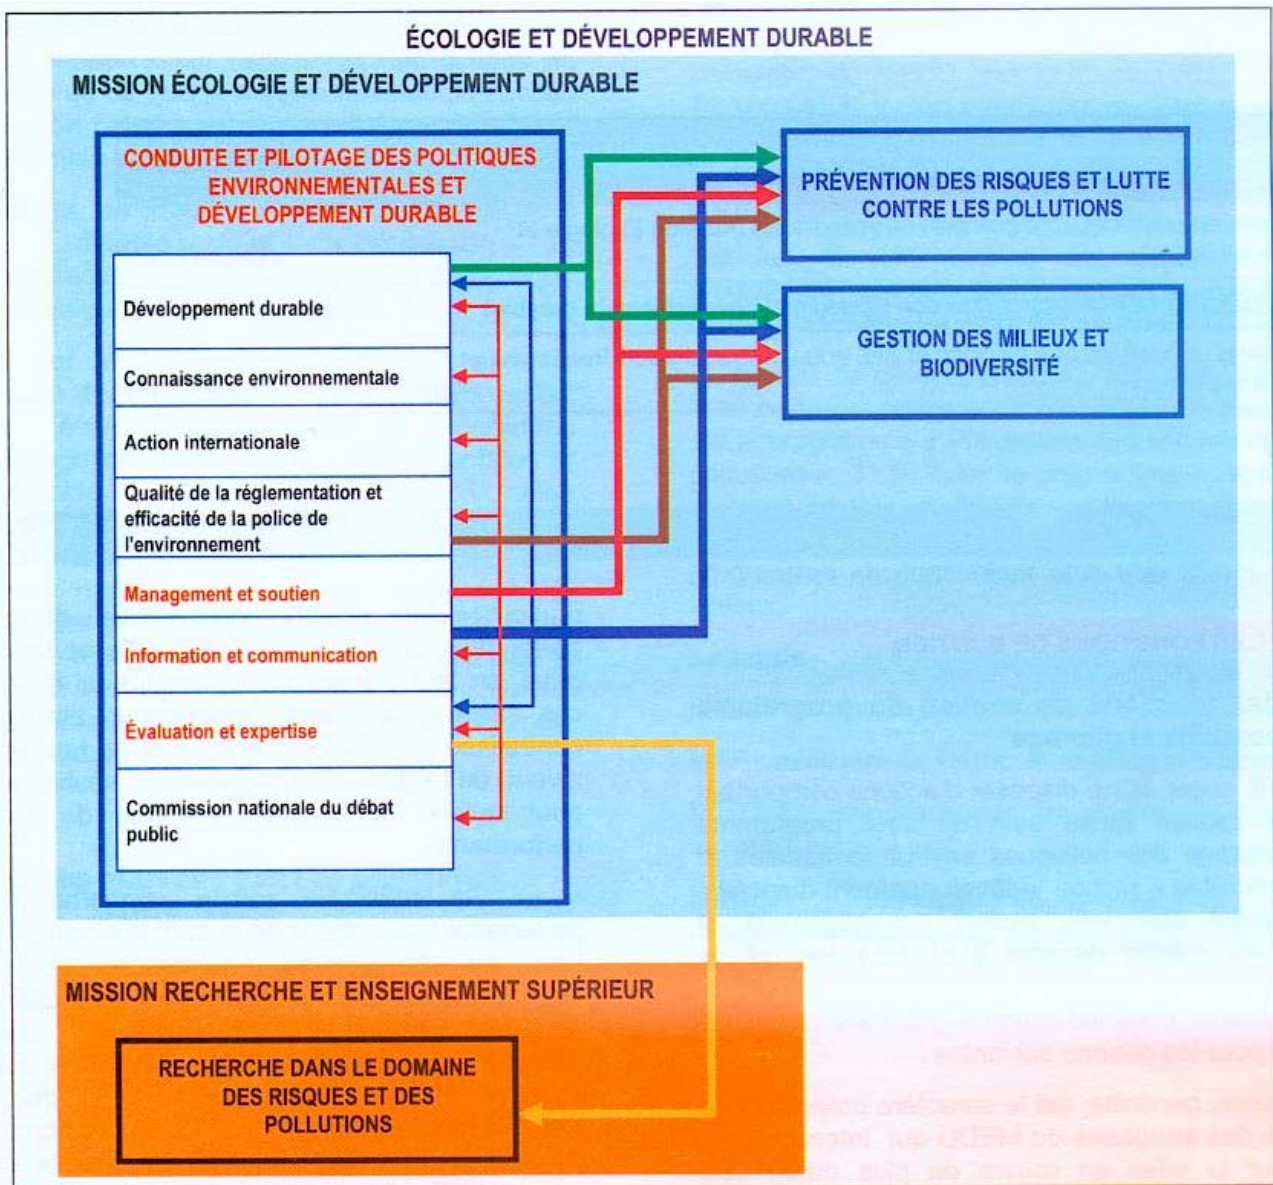 ÉCOLOGIE ET DÉVELOPPEMENT DURABLE
MISSION ÉCOLOGIE ET DÉVELOPPEMENT DURABLE
CONDUITE ET PILOTAGE DES POLITIQUES
ENVIRONNEMENTALES ET
DÉVELOPPEMENT DURABLE
Développement durable
Connaissance environnementale
Action internationale
Qualité de la réglementation et
efficacité de la police de
l'environnement
Management et soutien
Information et communication
Évaluation et expertise
Commission nationale du débat
public
PRÉVENTION DES RISQUES ET LUTTE
CONTRE LES POLLUTIONS
GESTION DES MILIEUX ET
BIODIVERSITÉ
MISSION RECHERCHE ET ENSEIGNEMENT SUPÉRIEUR
RECHERCHE DANS LE DOMAINE
DES RISQUES ET DES
POLLUTIONS